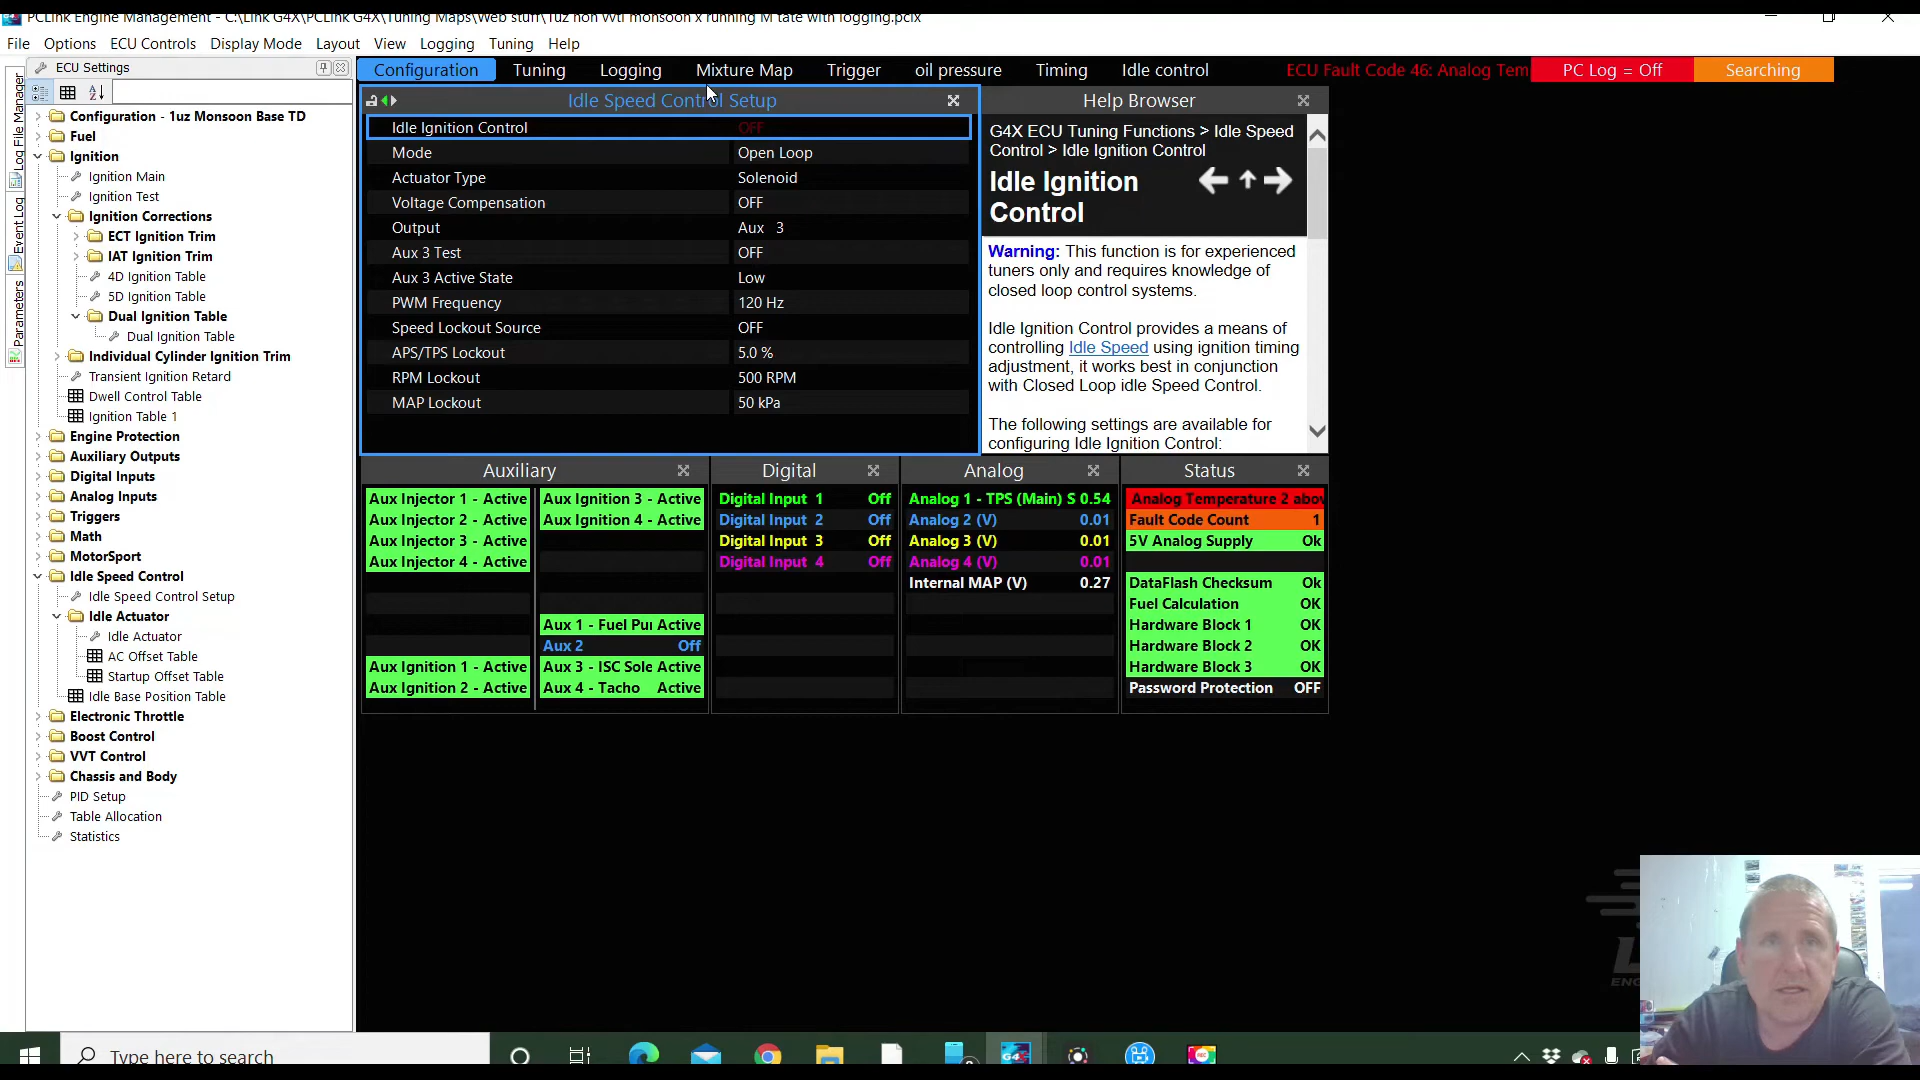 PCLink Engine Management - C:\Link G4X\PCLink G4X\Tuning Maps\Web stuff\1uz non Vvti monsoon x running M tate with logging.pclx
File Options ECU Controls Display Mode Layout View Logging Tuning Help
ECU Settings
Log File Manager
Event Log
Parameters
Configuration - 1uz Monsoon Base TD
Fuel
Ignition
Ignition Main
Ignition Test
Ignition Corrections
ECT Ignition Trim
IAT Ignition Trim
4D Ignition Table
5D Ignition Table
Dual Ignition Table
Dual Ignition Table
Individual Cylinder Ignition Trim
Transient Ignition Retard
Dwell Control Table
Ignition Table 1
Engine Protection
Auxiliary Outputs
Digital Inputs
Analog Inputs
Triggers
Math
MotorSport
Idle Speed Control
Idle Speed Control Setup
Idle Actuator
Idle Actuator
AC Offset Table
Startup Offset Table
Idle Base Position Table
Electronic Throttle
Boost Control
VVT Control
Chassis and Body
PID Setup
Table Allocation
Statistics
Configuration Tuning Logging Mixture Map Trigger oil pressure Timing Idle control
ECU Fault Code 46: Analog Tem PC Log = Off Searching
Idle Speed Control Setup
Idle Ignition Control OFF
Mode Open Loop
Actuator Type Solenoid
Voltage Compensation OFF
Output Aux 3
Aux 3 Test OFF
Aux 3 Active State Low
PWM Frequency 120 Hz
Speed Lockout Source OFF
APS/TPS Lockout 5.0 %
RPM Lockout 500 RPM
MAP Lockout 50 kPa
Help Browser
G4X ECU Tuning Functions > Idle Speed
Control > Idle Ignition Control
Idle Ignition
Control
Warning: This function is for experienced
tuners only and requires knowledge of
closed loop control systems.
Idle Ignition Control provides a means of
controlling Idle Speed using ignition timing
adjustment, it works best in conjunction
with Closed Loop idle Speed Control.
The following settings are available for
configuring Idle Ignition Control:
Auxiliary
Aux Injector 1 - Active
Aux Injector 2 - Active
Aux Injector 3 - Active
Aux Injector 4 - Active
Aux Ignition 1 - Active
Aux Ignition 2 - Active
Aux Ignition 3 - Active
Aux Ignition 4 - Active
Aux 1 - Fuel Pu Active
Aux 2 Off
Aux 3 - ISC Sole Active
Aux 4 - Tacho Active
Digital
Digital Input 1 Off
Digital Input 2 Off
Digital Input 3 Off
Digital Input 4 Off
Analog
Analog 1 - TPS (Main) S 0.54
Analog 2 (V) 0.01
Analog 3 (V) 0.01
Analog 4 (V) 0.01
Internal MAP (V) 0.27
Status
Analog Temperature 2 abov
Fault Code Count 1
5V Analog Supply Ok
DataFlash Checksum Ok
Fuel Calculation OK
Hardware Block 1 OK
Hardware Block 2 OK
Hardware Block 3 OK
Password Protection OFF
Type here to search